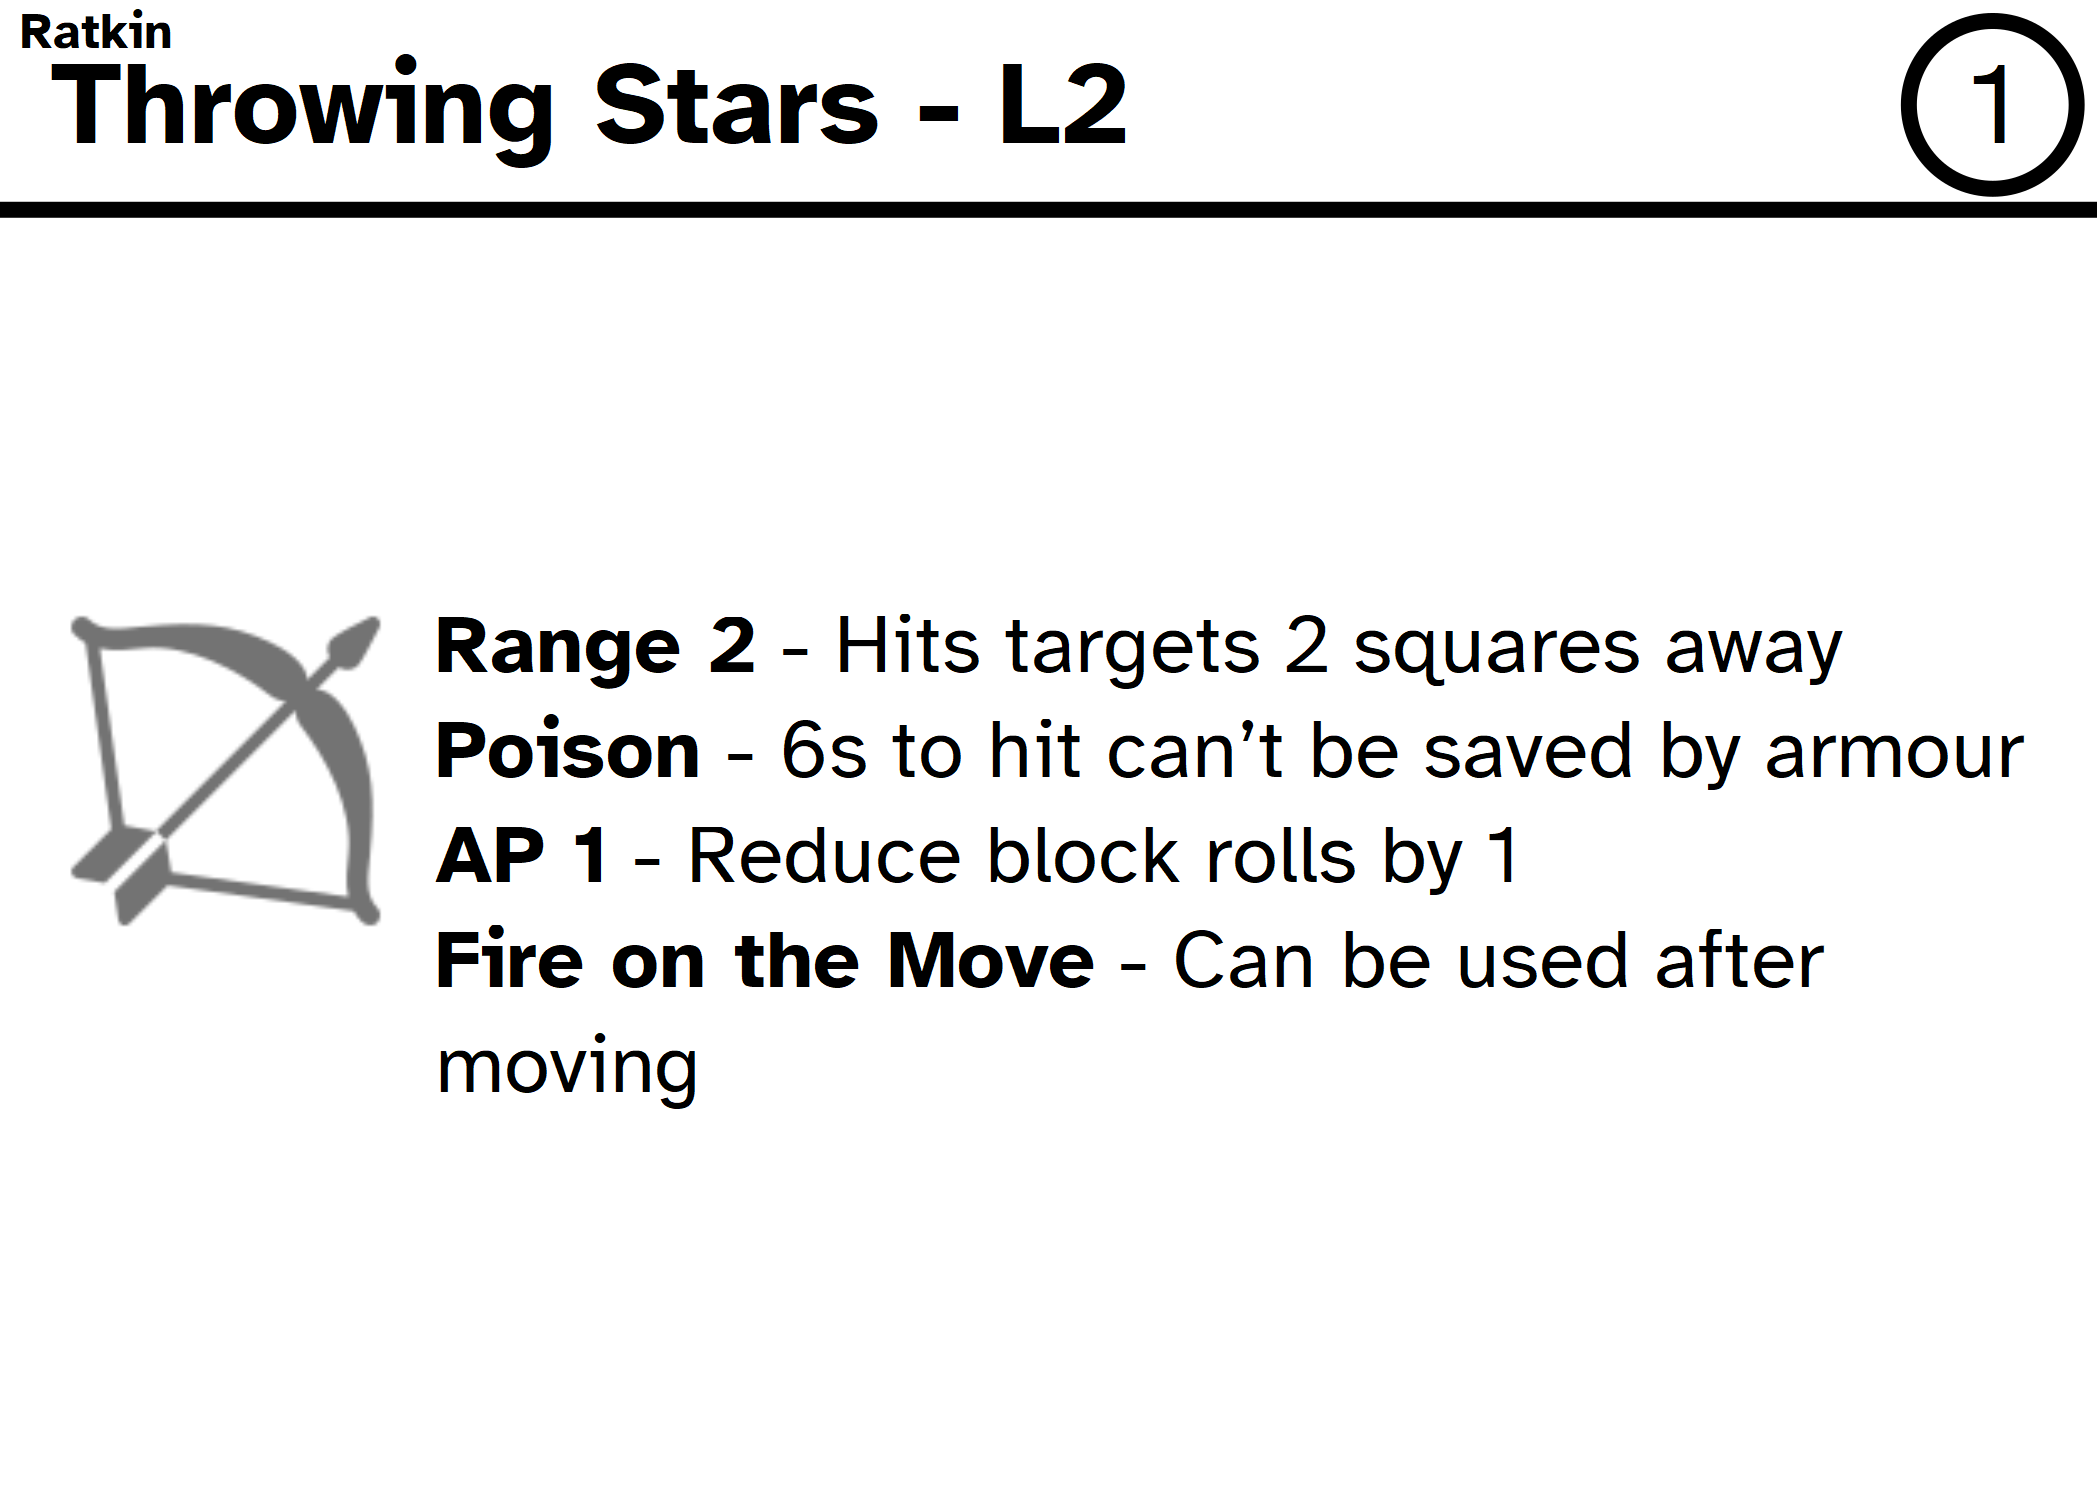 Ratkin
Throwing Stars - L2
1
Range 2 - Hits targets 2 squares away
Poison - 6s to hit can’t be saved by armour
AP 1 - Reduce block rolls by 1
Fire on the Move - Can be used after
moving